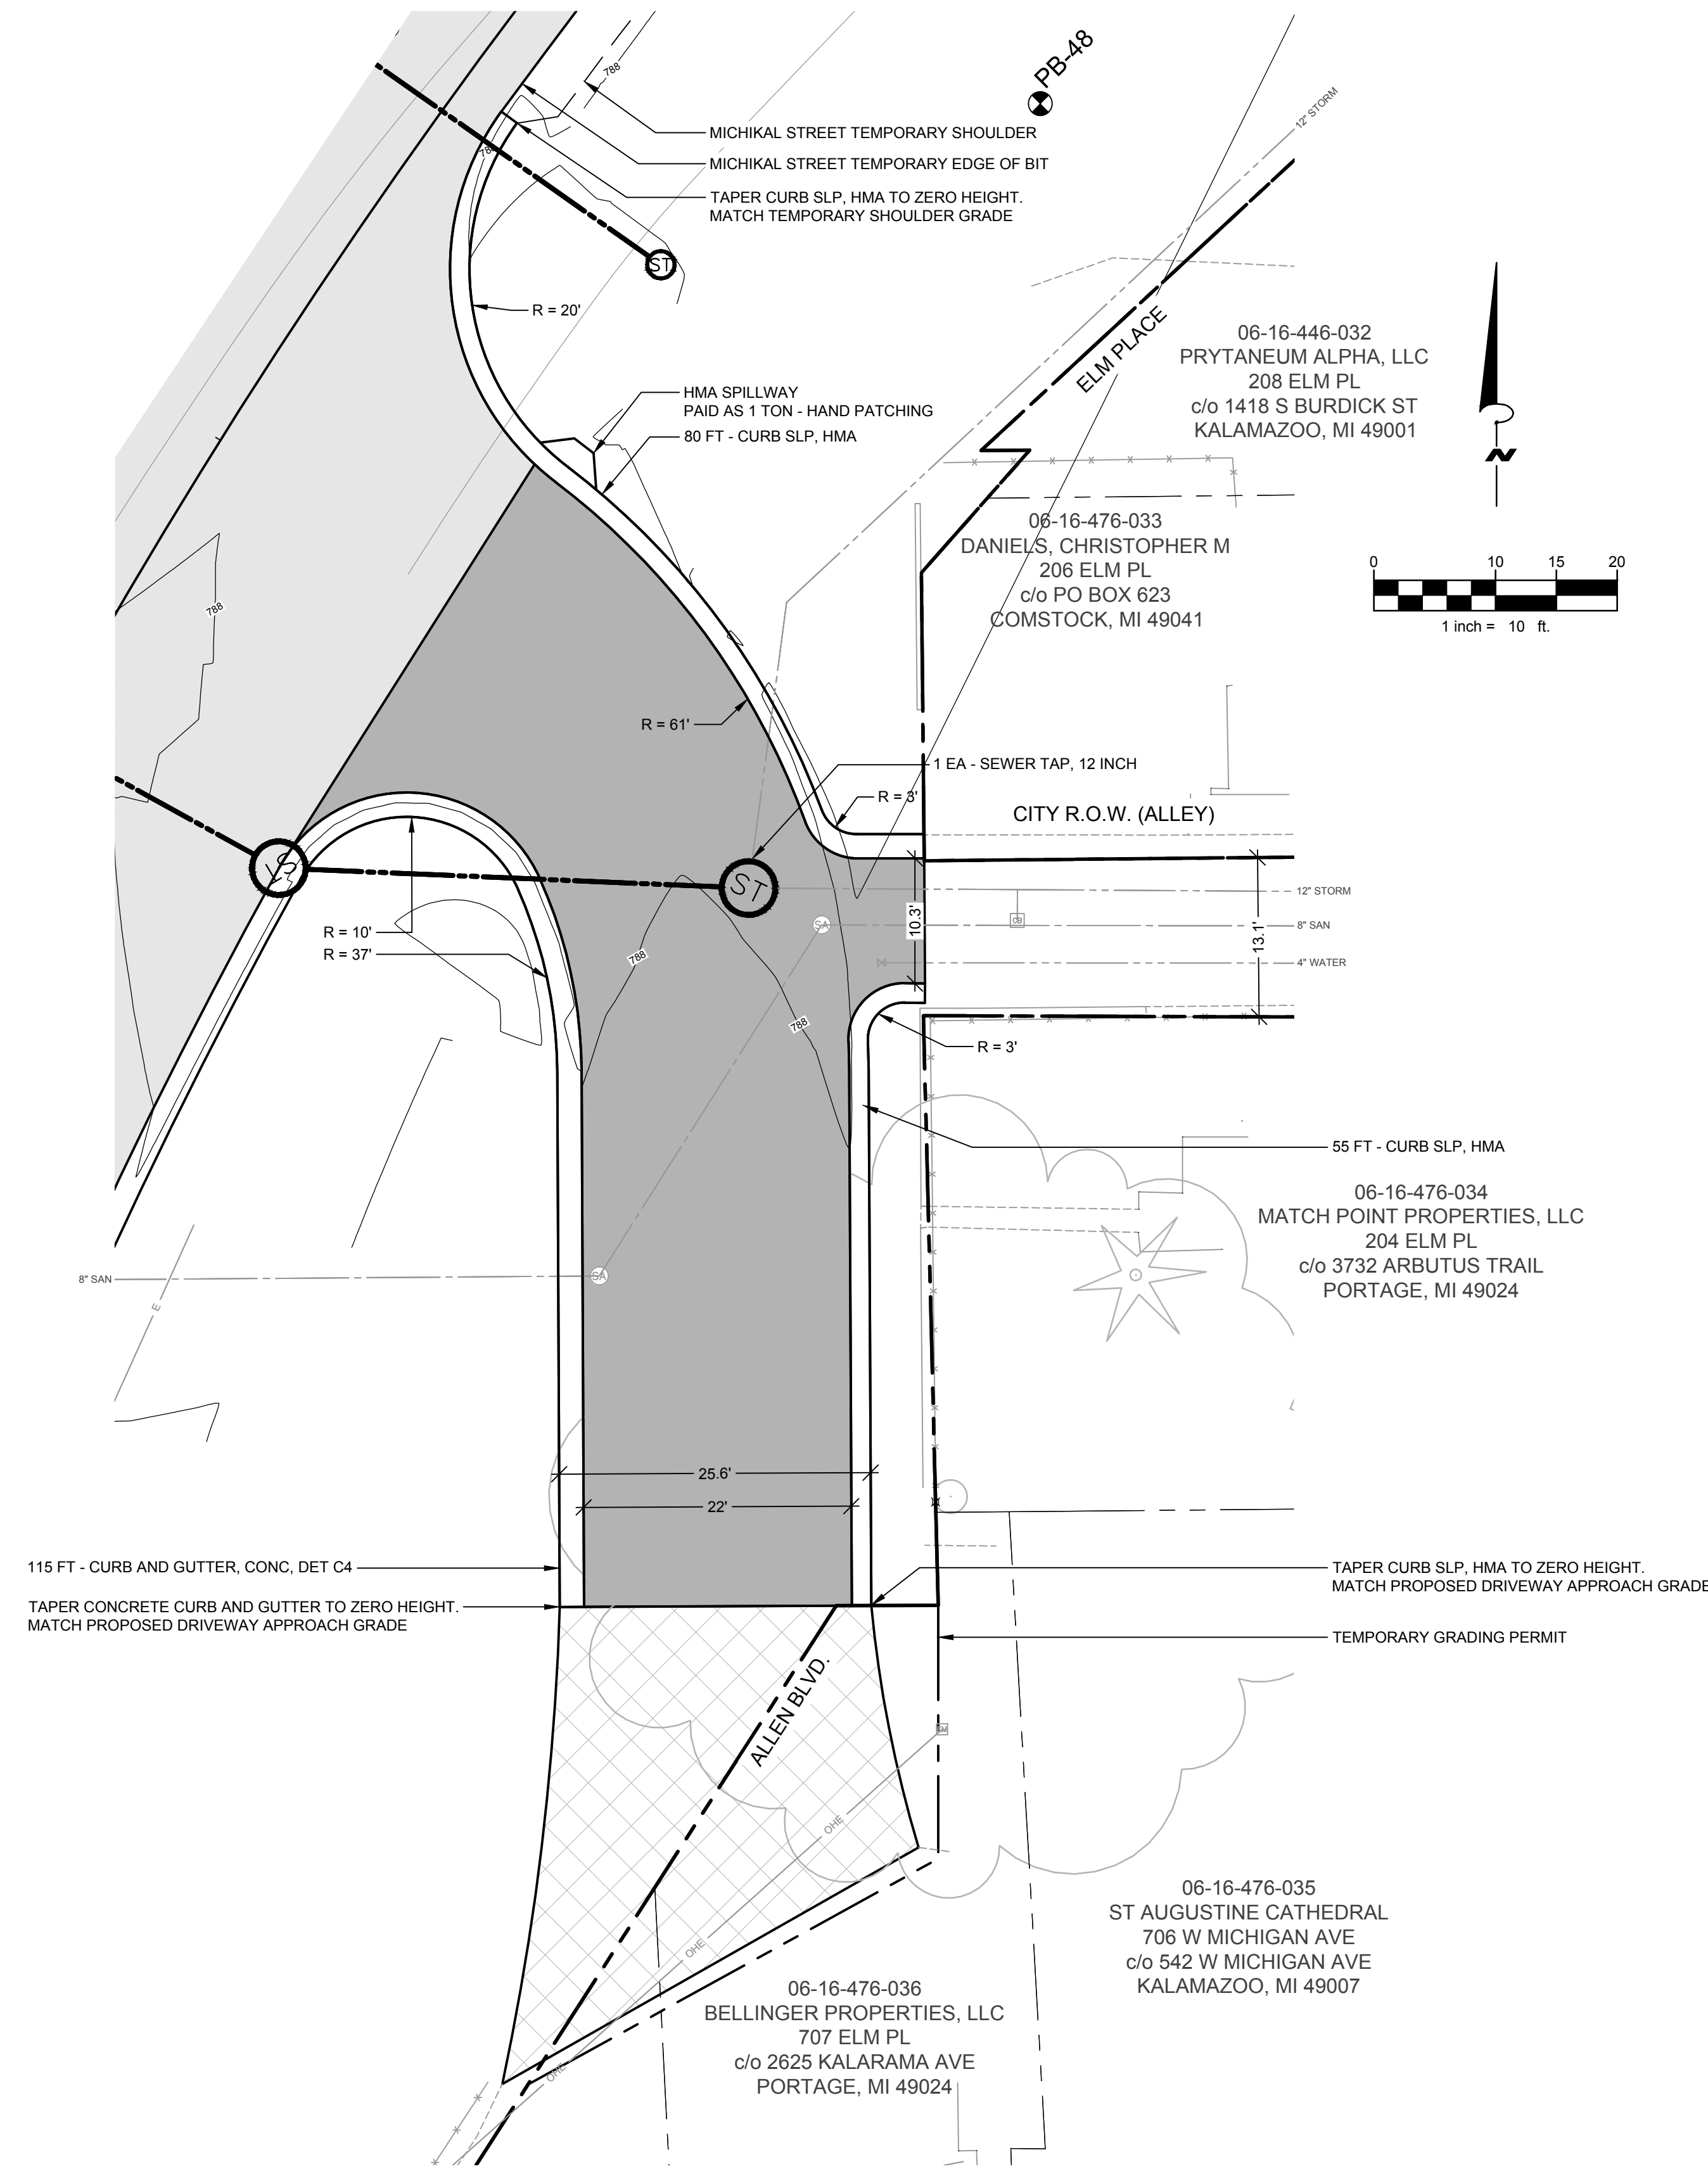 788
PB-48
12" STORM
MICHIKAL STREET TEMPORARY SHOULDER
MICHIKAL STREET TEMPORARY EDGE OF BIT
TAPER CURB SLP, HMA TO ZERO HEIGHT.
MATCH TEMPORARY SHOULDER GRADE
ST
R = 20'
ELM PLACE
06-16-446-032
PRYTANEUM ALPHA, LLC
208 ELM PL
c/o 1418 S BURDICK ST
KALAMAZOO, MI 49001
N
HMA SPILLWAY
PAID AS 1 TON - HAND PATCHING
80 FT - CURB SLP, HMA
06-16-476-033
DANIELS, CHRISTOPHER M
206 ELM PL
c/o PO BOX 623
COMSTOCK, MI 49041
0 10 15 20
1 inch = 10 ft.
788
R = 61'
1 EA - SEWER TAP, 12 INCH
R = 3'
CITY R.O.W. (ALLEY)
ST
ST
12" STORM
CB
SA
8" SAN
10.3'
13.1'
4" WATER
R = 10'
R = 37'
788
788
R = 3'
55 FT - CURB SLP, HMA
06-16-476-034
MATCH POINT PROPERTIES, LLC
204 ELM PL
c/o 3732 ARBUTUS TRAIL
PORTAGE, MI 49024
8" SAN
SA
E
25.6'
22'
115 FT - CURB AND GUTTER, CONC, DET C4
TAPER CONCRETE CURB AND GUTTER TO ZERO HEIGHT.
MATCH PROPOSED DRIVEWAY APPROACH GRADE
TAPER CURB SLP, HMA TO ZERO HEIGHT.
MATCH PROPOSED DRIVEWAY APPROACH GRADE
TEMPORARY GRADING PERMIT
ALLEN BLVD.
OHE
OHE
OHE
06-16-476-035
ST AUGUSTINE CATHEDRAL
706 W MICHIGAN AVE
c/o 542 W MICHIGAN AVE
KALAMAZOO, MI 49007
06-16-476-036
BELLINGER PROPERTIES, LLC
707 ELM PL
c/o 2625 KALARAMA AVE
PORTAGE, MI 49024